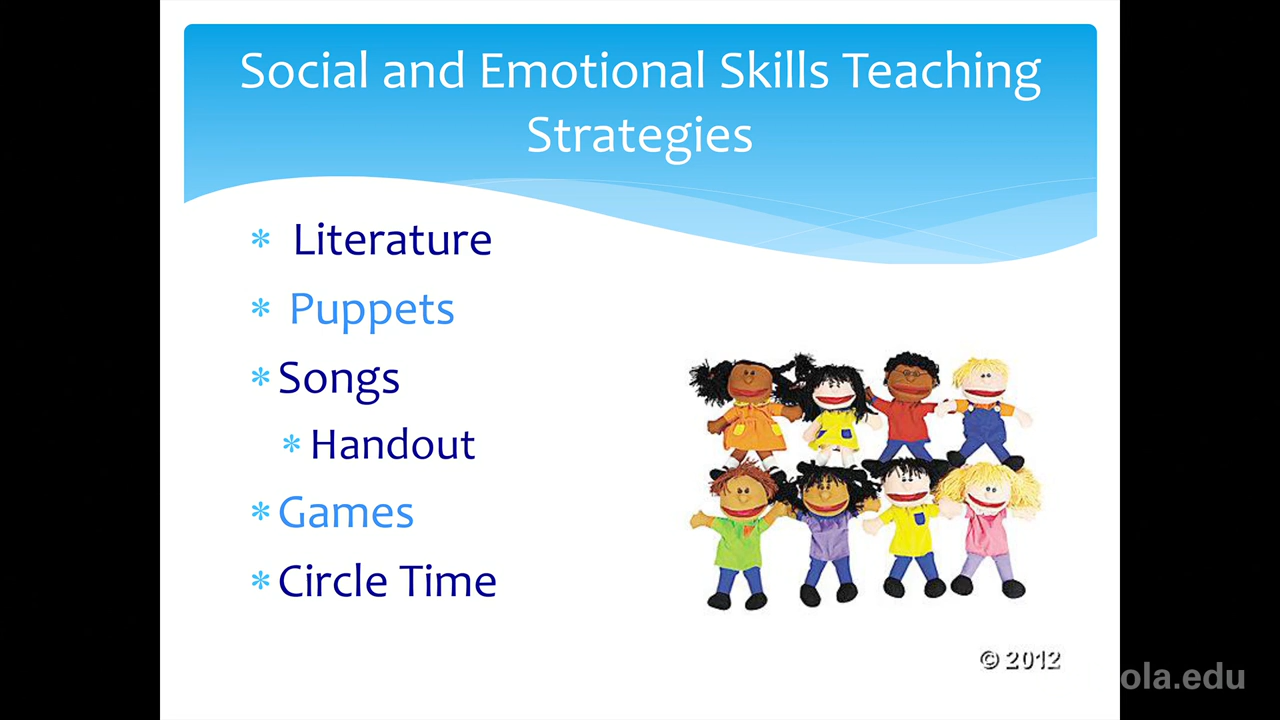 Social and Emotional Skills Teaching
Strategies
* Literature
* Puppets
* Songs
* Handout
* Games
* Circle Time
© 2012
ola.edu